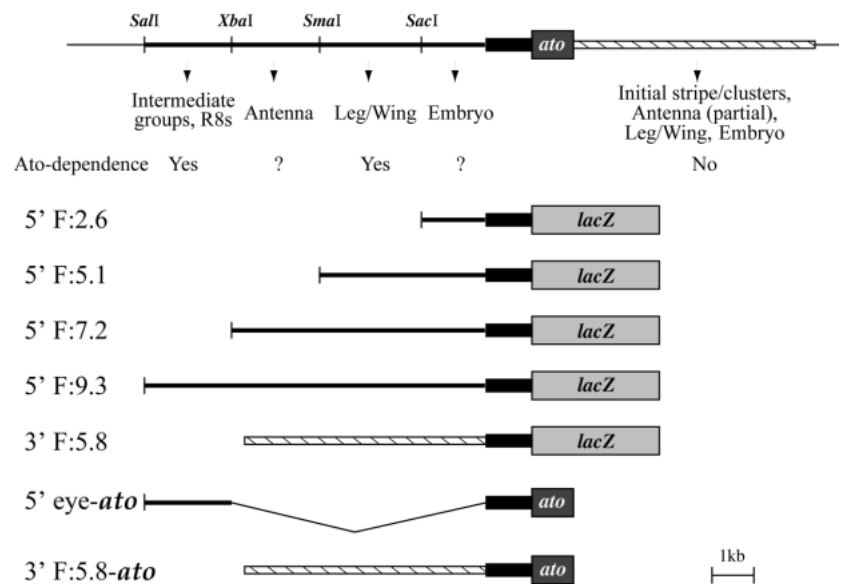 SalI XbaI SmaI SacI
ato
Intermediate groups, R8s Antenna Leg/Wing Embryo Initial stripe/clusters, Antenna (partial), Leg/Wing, Embryo
Ato-dependence Yes ? Yes ? No
5' F:2.6 lacZ
5' F:5.1 lacZ
5' F:7.2 lacZ
5' F:9.3 lacZ
3' F:5.8 lacZ
5' eye-ato ato
3' F:5.8-ato ato 1kb